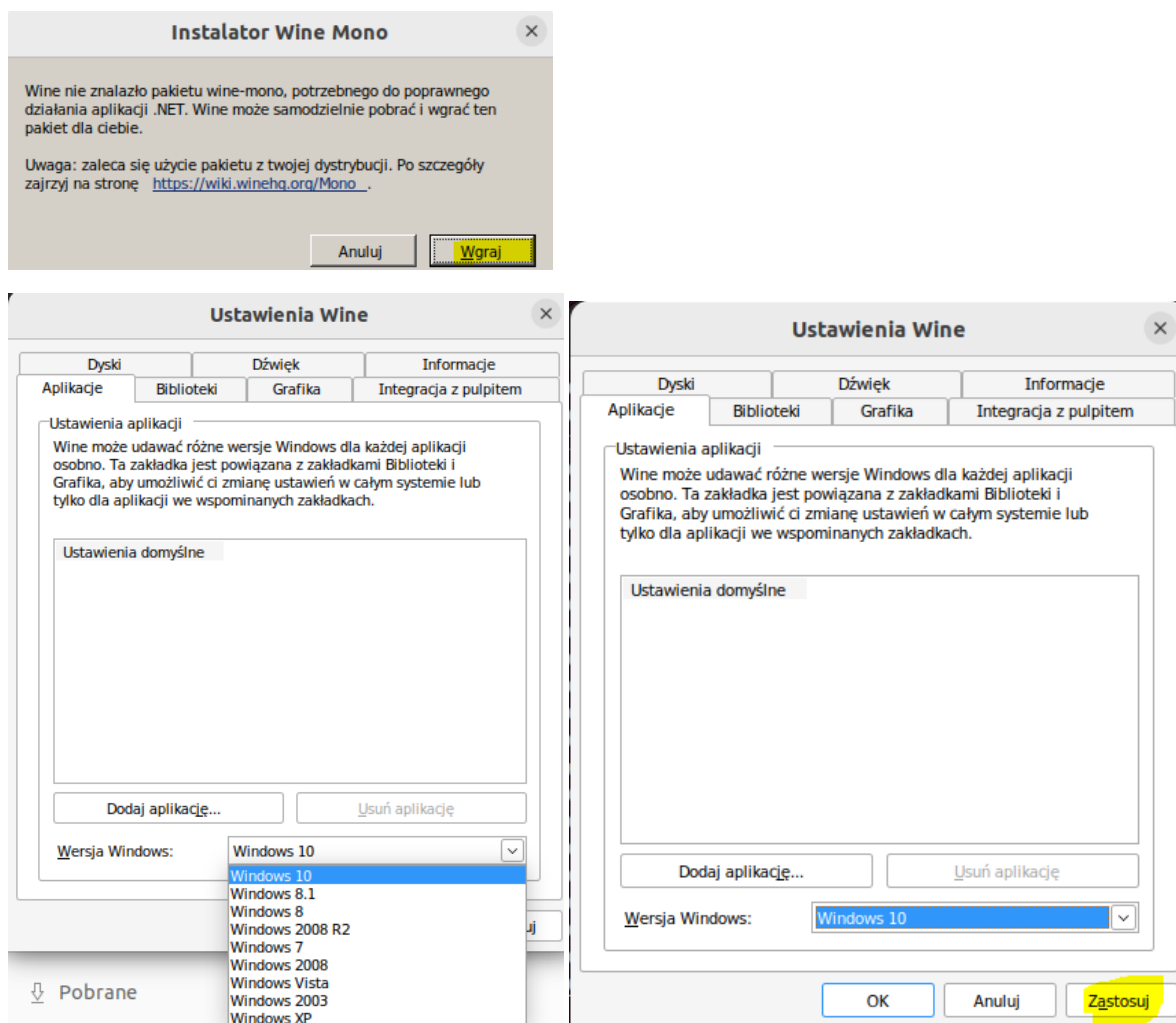 Instalator Wine Mono
Wine nie znalazło pakietu wine-mono, potrzebnego do poprawnego
działania aplikacji .NET. Wine może samodzielnie pobrać i wgrać ten
pakiet dla ciebie.
Uwaga: zaleca się użycie pakietu z twojej dystrybucji. Po szczegóły
zajrzyj na stronę https://wiki.winehq.org/Mono .
Anuluj Wgraj
Ustawienia Wine
Dyski Dźwięk Informacje
Aplikacje Biblioteki Grafika Integracja z pulpitem
Ustawienia aplikacji
Wine może udawać różne wersje Windows dla każdej aplikacji
osobno. Ta zakładka jest powiązana z zakładkami Biblioteki i
Grafika, aby umożliwić ci zmianę ustawień w całym systemie lub
tylko dla aplikacji we wspominanych zakładkach.
Ustawienia domyślne
Dodaj aplikację... Usuń aplikację
Wersja Windows: Windows 10
Windows 10
Windows 8.1
Windows 8
Windows 2008 R2
uj
Windows 7
Windows 2008
Windows Vista
Windows 2003
Windows XP
Pobrane
Ustawienia Wine
Dyski Dźwięk Informacje
Aplikacje Biblioteki Grafika Integracja z pulpitem
Ustawienia aplikacji
Wine może udawać różne wersje Windows dla każdej aplikacji
osobno. Ta zakładka jest powiązana z zakładkami Biblioteki i
Grafika, aby umożliwić ci zmianę ustawień w całym systemie lub
tylko dla aplikacji we wspominanych zakładkach.
Ustawienia domyślne
Dodaj aplikację... Usuń aplikację
Wersja Windows: Windows 10
OK Anuluj Zastosuj